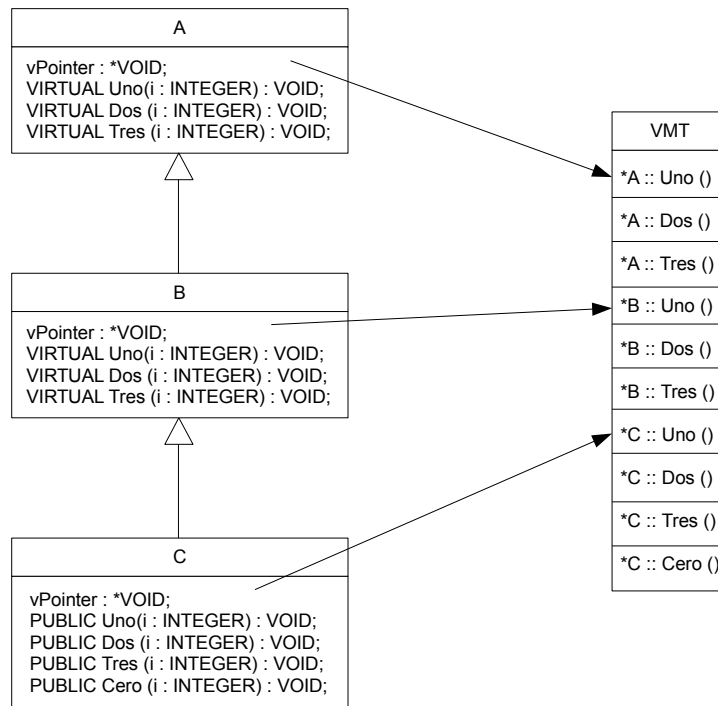 A
vPointer : *VOID;
VIRTUAL Uno(i : INTEGER) : VOID;
VIRTUAL Dos (i : INTEGER) : VOID;
VIRTUAL Tres (i : INTEGER) : VOID;
B
vPointer : *VOID;
VIRTUAL Uno(i : INTEGER) : VOID;
VIRTUAL Dos (i : INTEGER) : VOID;
VIRTUAL Tres (i : INTEGER) : VOID;
C
vPointer : *VOID;
PUBLIC Uno(i : INTEGER) : VOID;
PUBLIC Dos (i : INTEGER) : VOID;
PUBLIC Tres (i : INTEGER) : VOID;
PUBLIC Cero (i : INTEGER) : VOID;
VMT
*A :: Uno ()
*A :: Dos ()
*A :: Tres ()
*B :: Uno ()
*B :: Dos ()
*B :: Tres ()
*C :: Uno ()
*C :: Dos ()
*C :: Tres ()
*C :: Cero ()